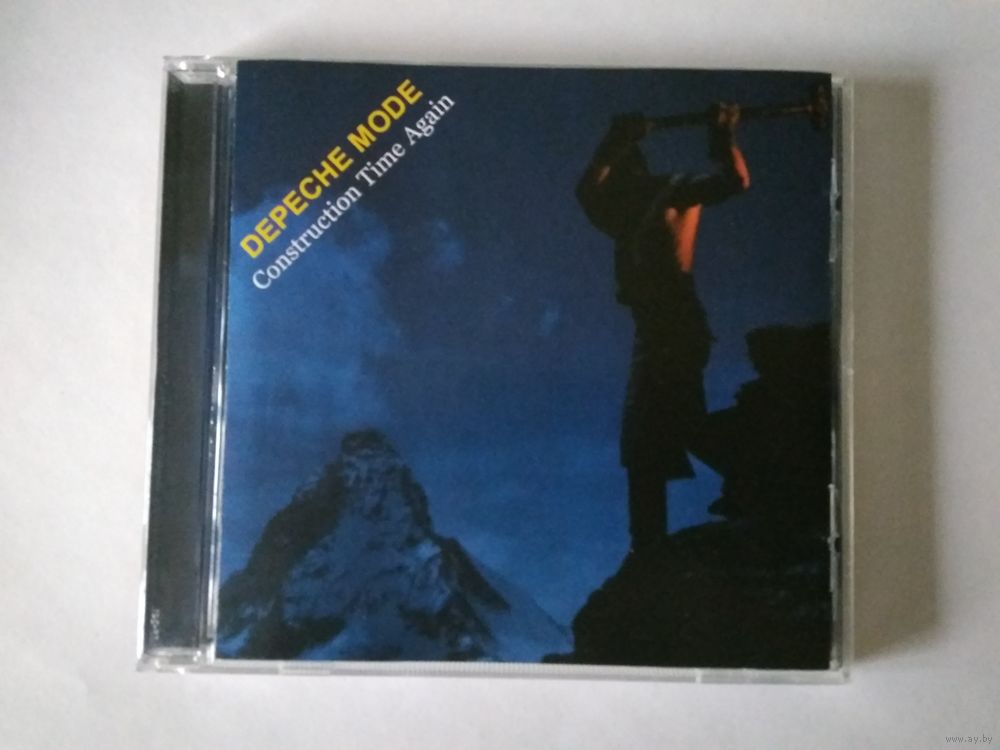 DEPECHE MODE
Construction Time Again
www.ay.by